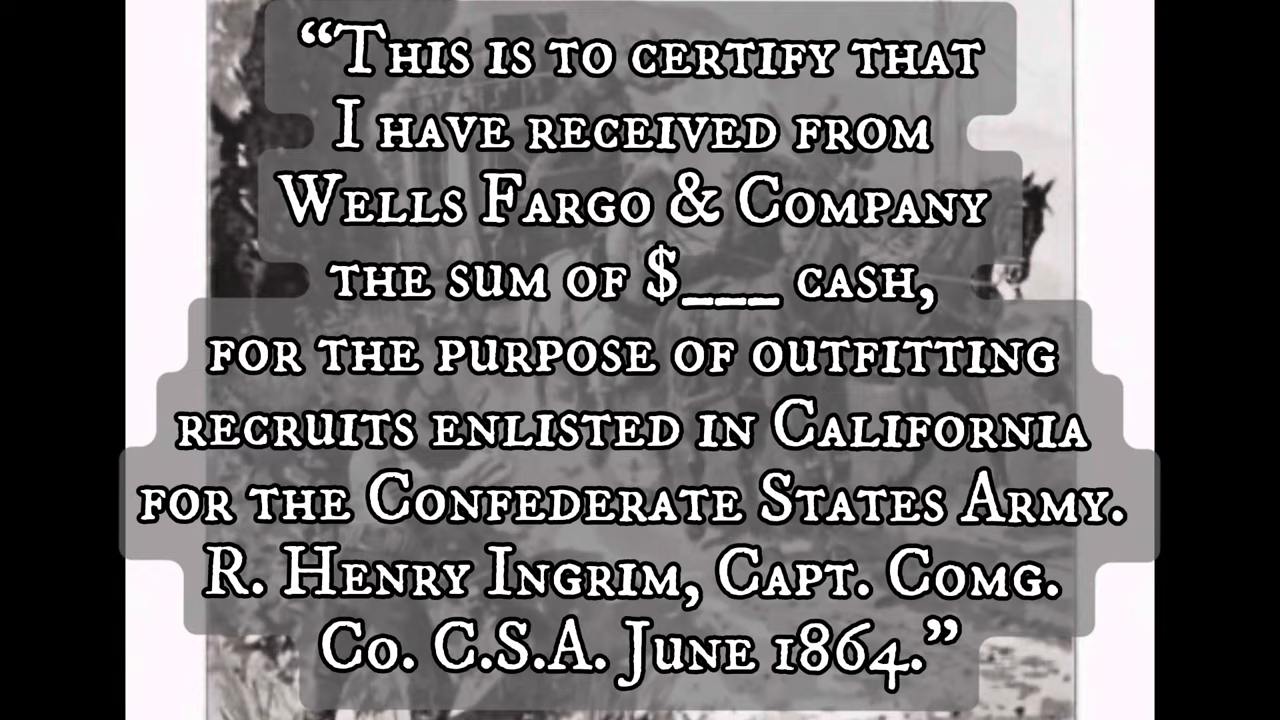 “This is to certify that
I have received from
Wells Fargo & Company
the sum of $___ cash,
for the purpose of outfitting
recruits enlisted in California
for the Confederate States Army.
R. Henry Ingrim, Capt. Comg.
Co. C.S.A. June 1864.”